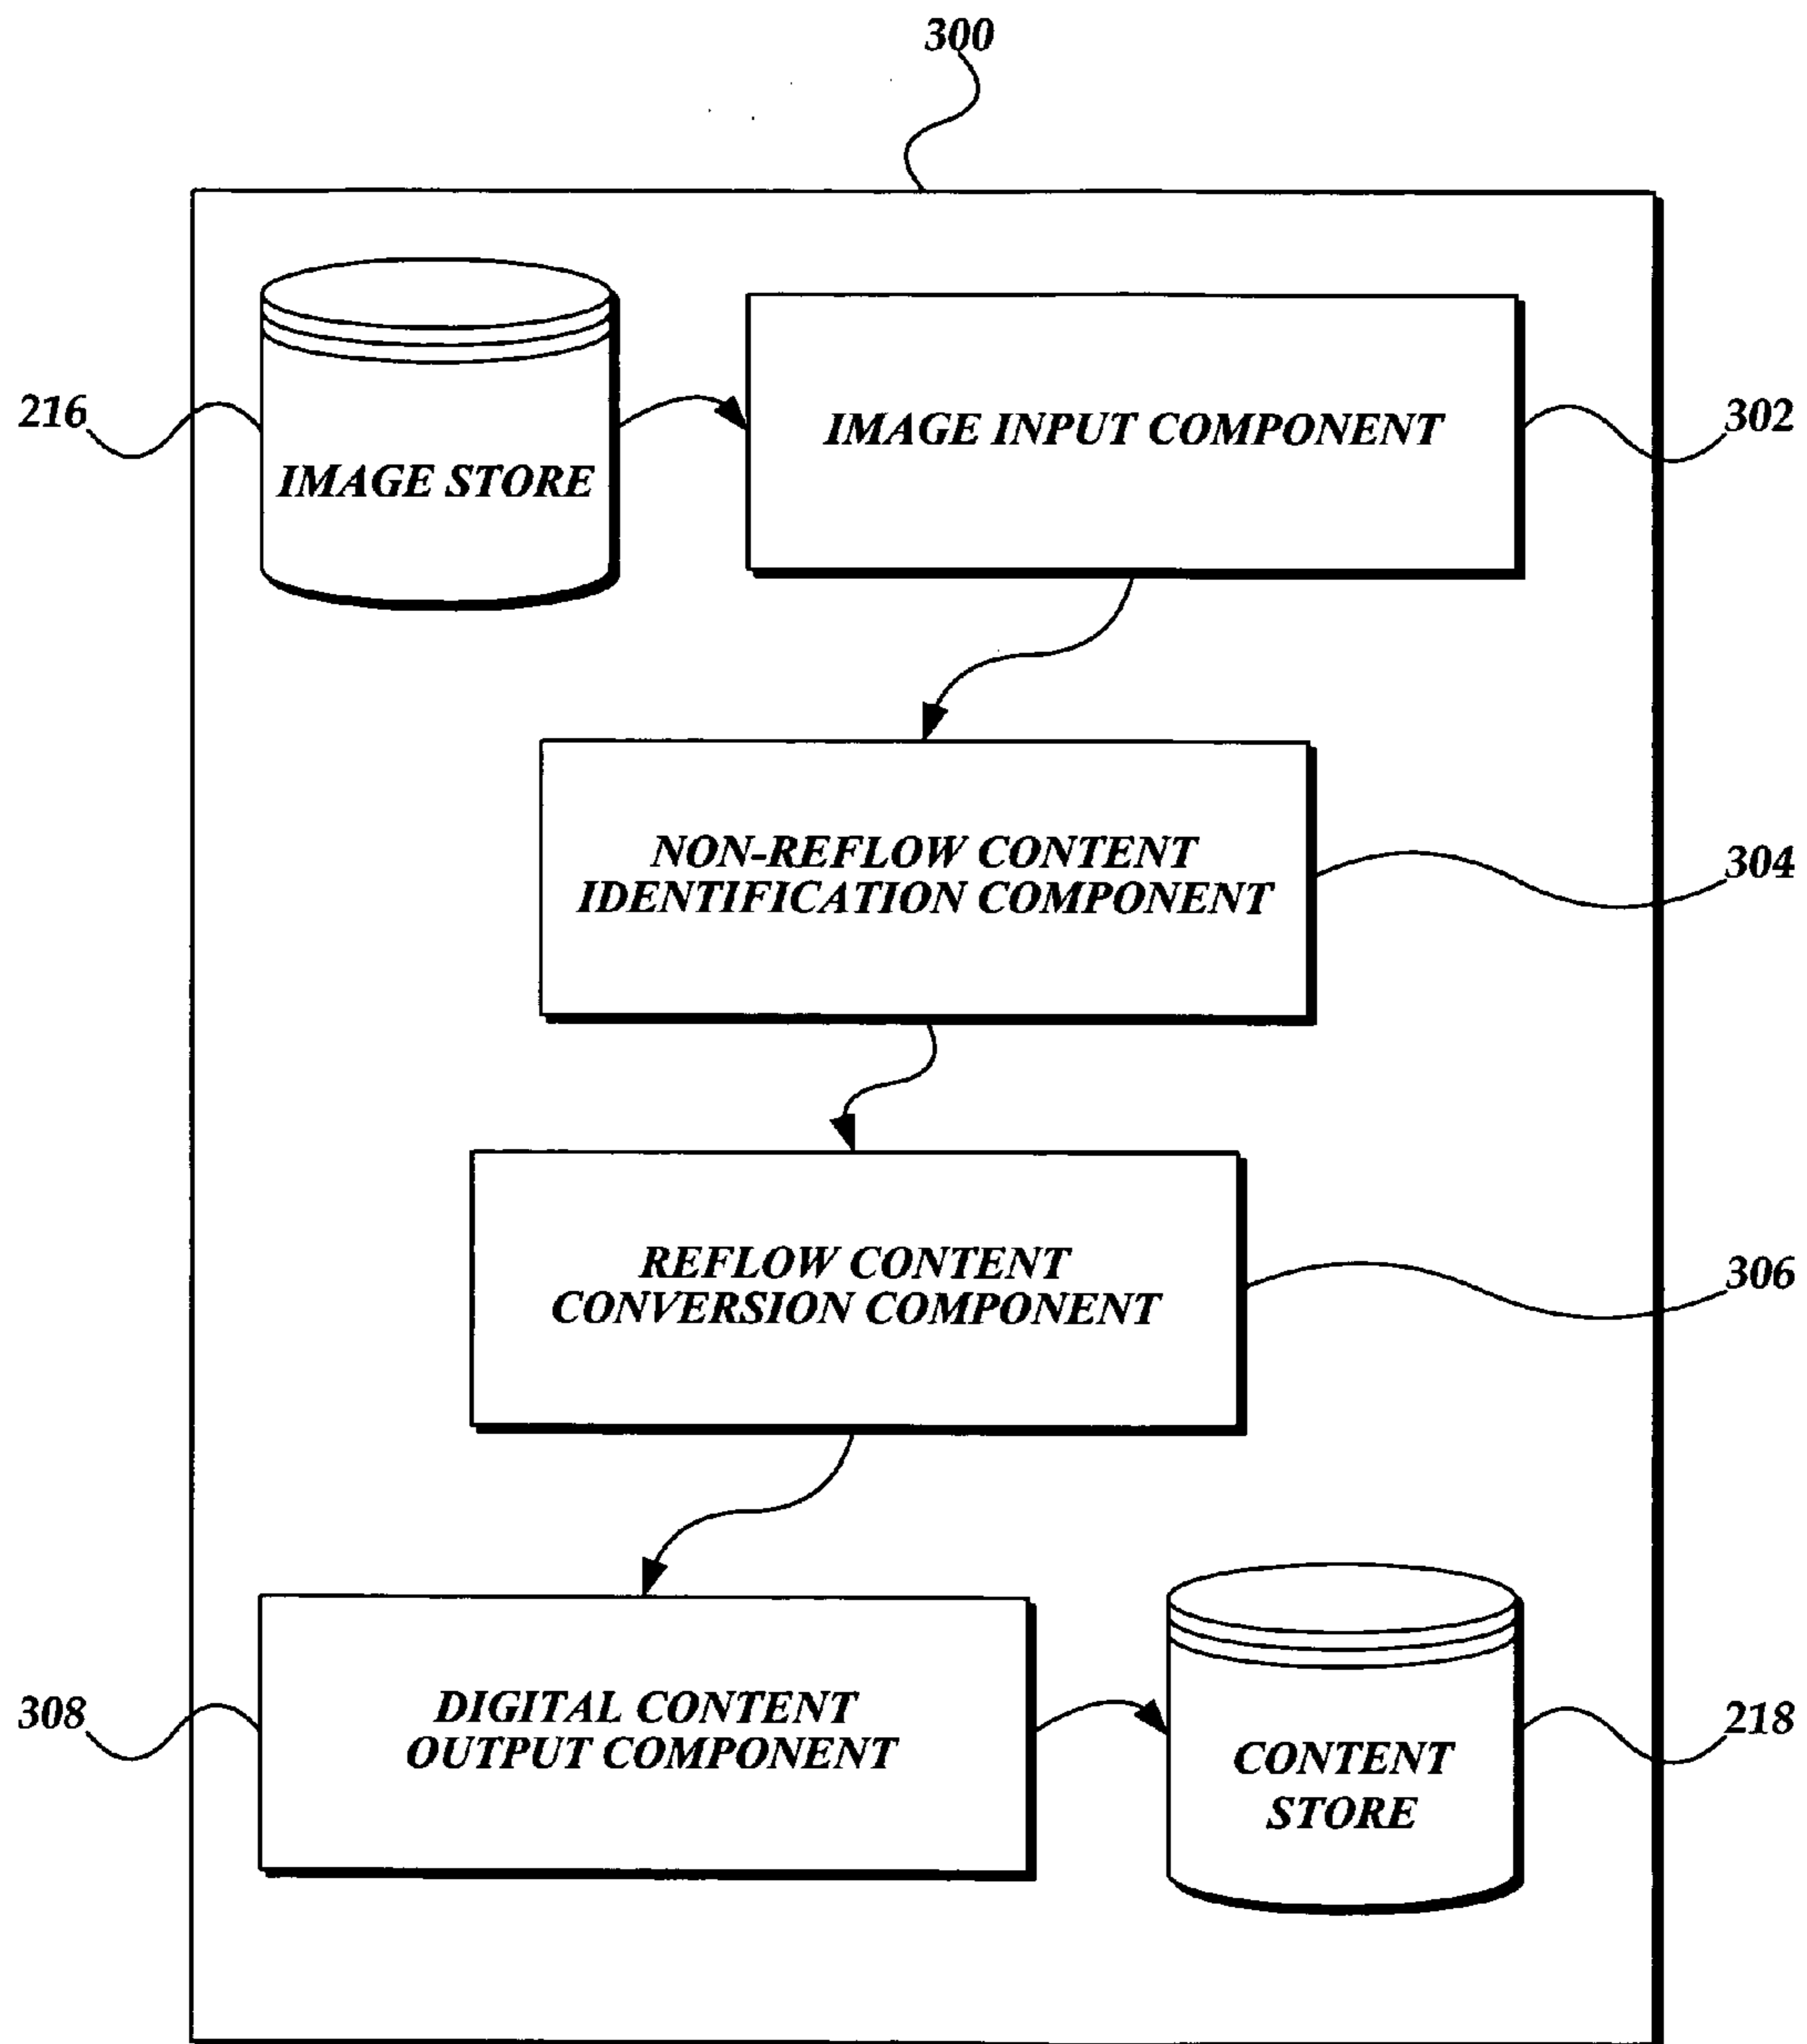 300
216
IMAGE STORE
IMAGE INPUT COMPONENT
302
NON-REFLOW CONTENT
IDENTIFICATION COMPONENT
304
REFLOW CONTENT
CONVERSION COMPONENT
306
308
DIGITAL CONTENT
OUTPUT COMPONENT
CONTENT
STORE
218